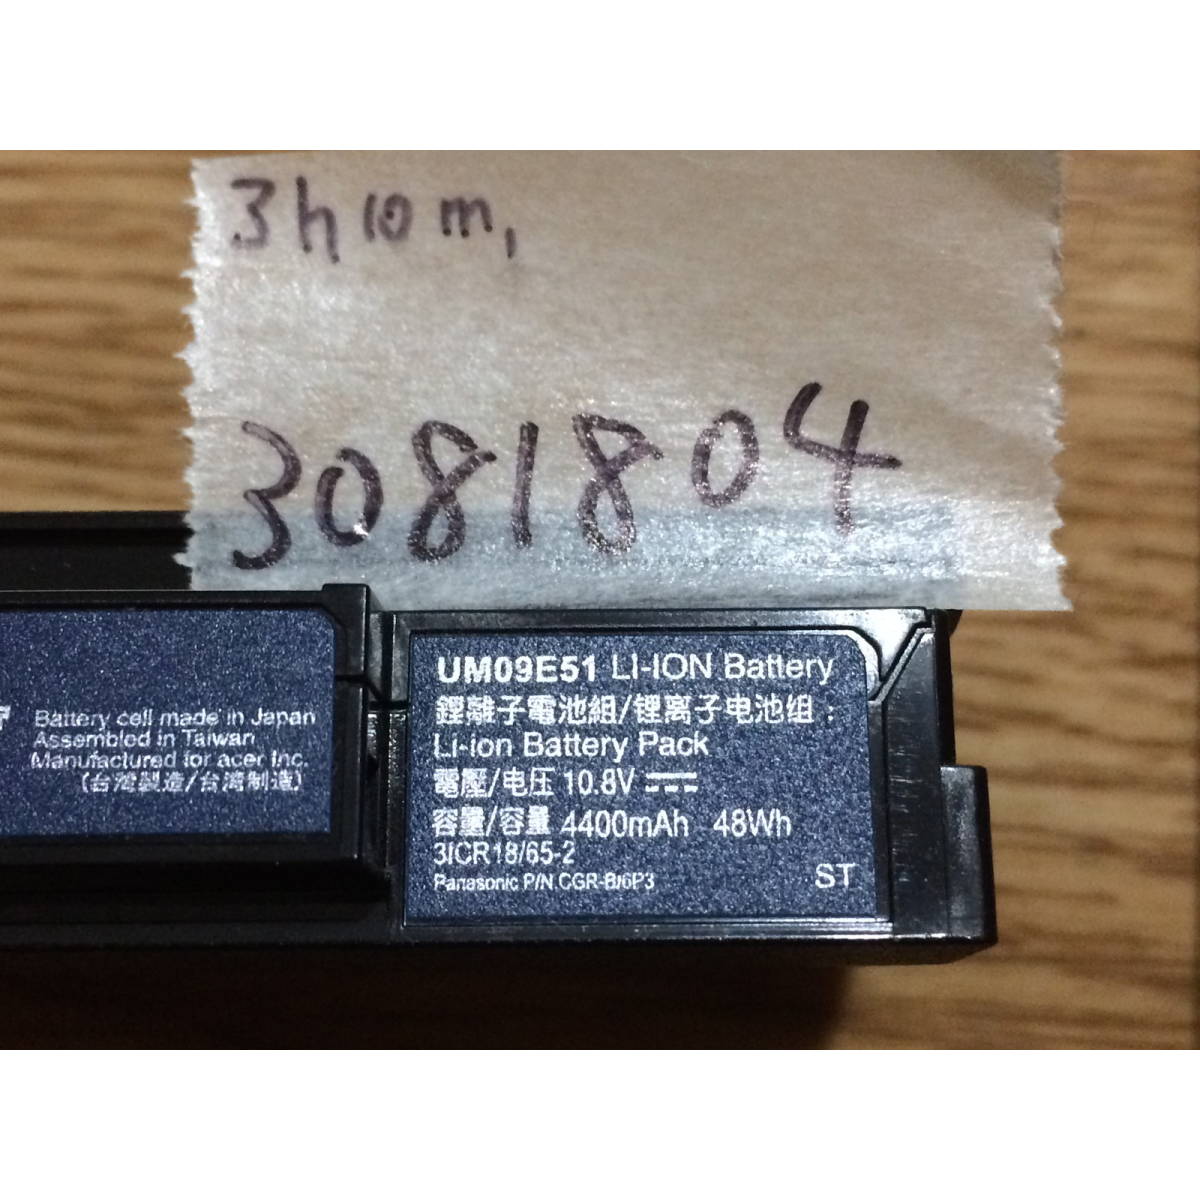 3h10m,
3081804
Battery cell made in Japan
Assembled in Taiwan
Manufactured for acer Inc.
(台灣製造/台湾制造)
UM09E51 LI-ION Battery
鋰離子電池組/锂离子电池组:
Li-ion Battery Pack
電壓/电压 10.8V ⎓
容量/容量 4400mAh 48Wh
3ICR18/65-2
Panasonic P/N.CGR-B/6P3
ST